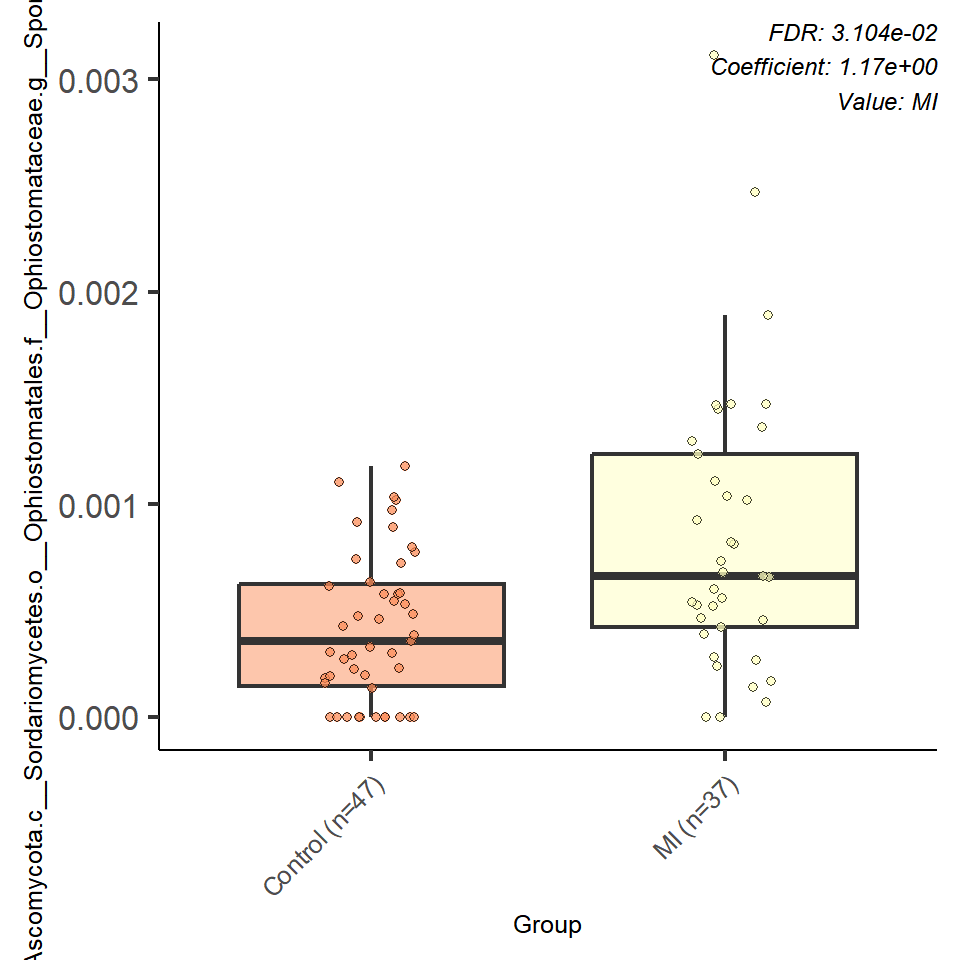 FDR: 3.104e-02
Coefficient: 1.17e+00
Value: MI
Ascomycota.c__Sordariomycetes.o__Ophiostomatales.f__Ophiostomataceae.g__Spor
0.003
0.002
0.001
0.000
Control (n=47)
MI (n=37)
Group